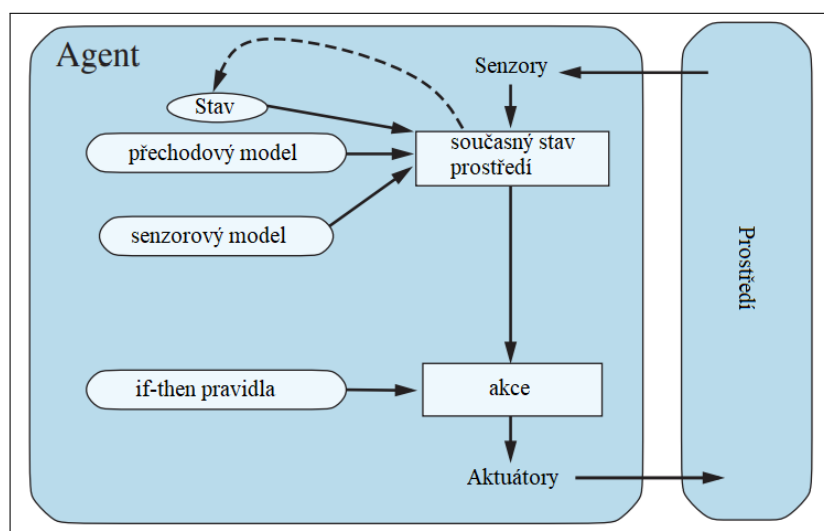 Agent
Senzory
Stav
přechodový model
současný stav
prostředí
senzorový model
Prostředí
if-then pravidla
akce
Aktuátory